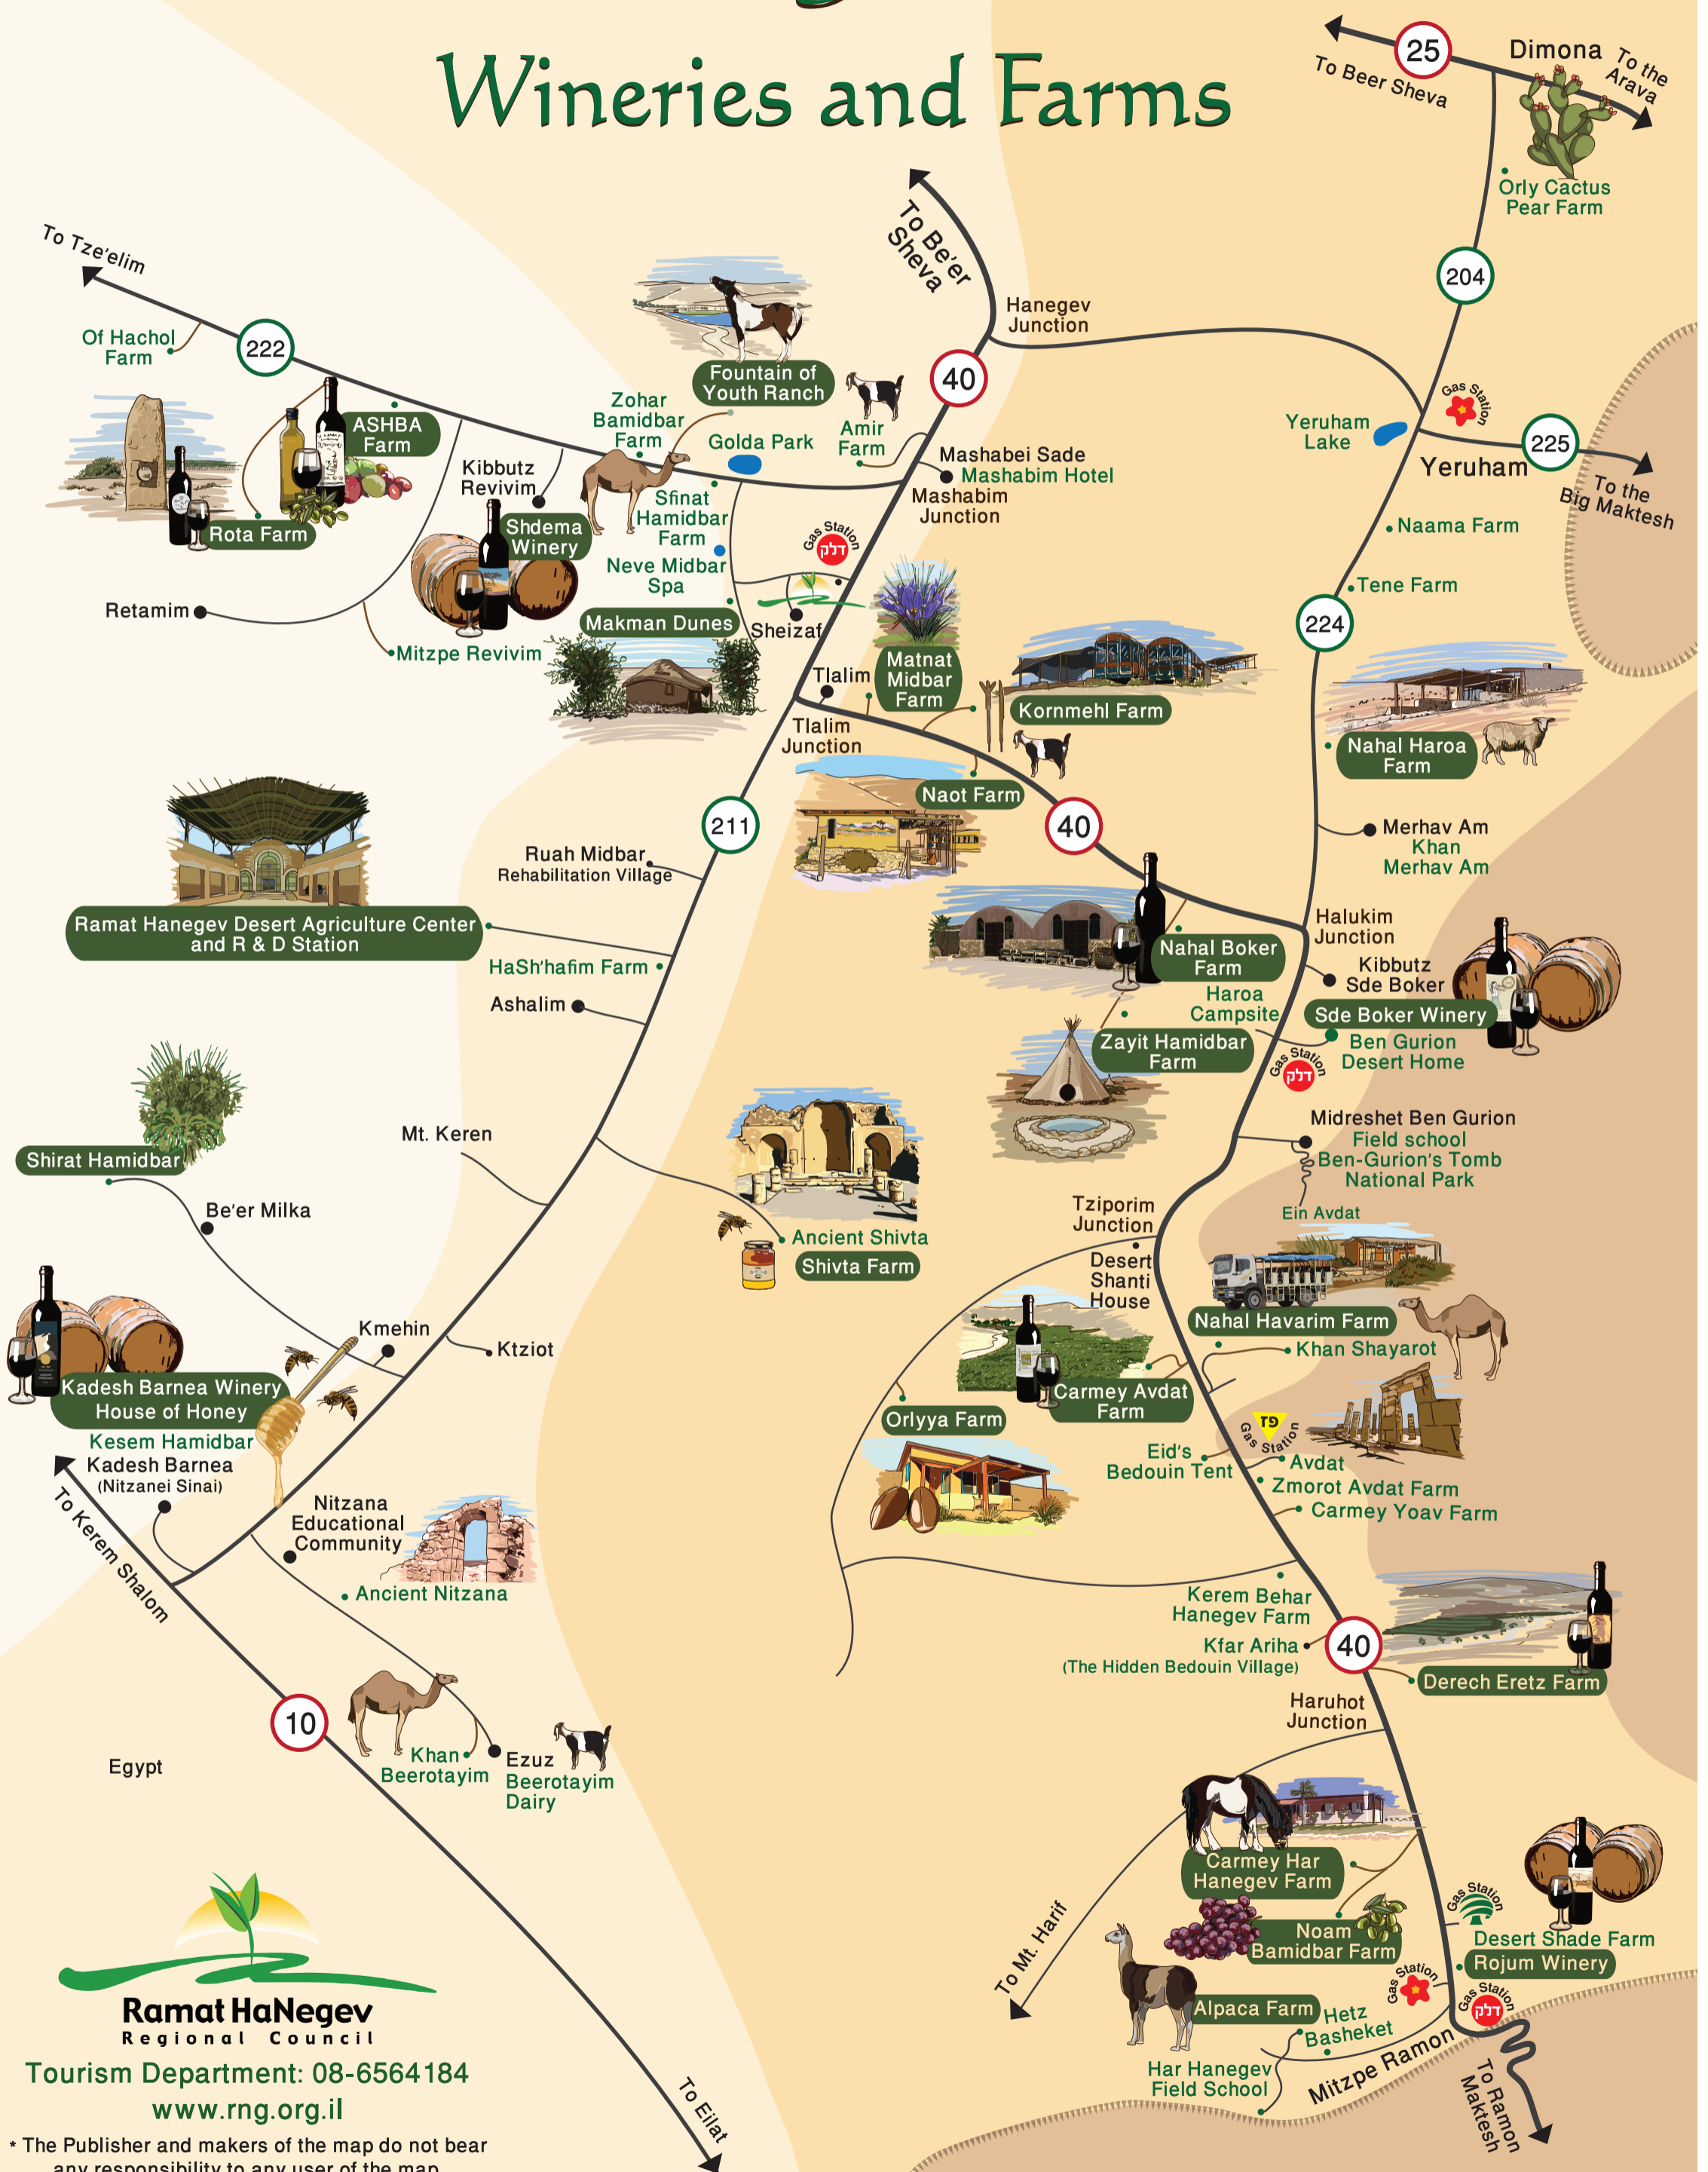 Wineries and Farms
25
Dimona
To Beer Sheva
To the
Arava
Orly Cactus
Pear Farm
204
To Be'er
Sheva
To Tze'elim
Of Hachol
Farm
222
Hanegev
Junction
Fountain of
Youth Ranch
40
Zohar
Bamidbar
Farm
Golda Park
Amir
Farm
ASHBA
Farm
Rota Farm
Kibbutz
Revivim
Shdema
Winery
Sfinat
Hamidbar
Farm
Neve Midbar
Spa
Gas Station
דלק
Mashabei Sade
Mashabim Hotel
Mashabim
Junction
Yeruham
Lake
Gas Station
225
Yeruham
To the
Big Maktesh
Naama Farm
Tene Farm
224
Retamim
Mitzpe Revivim
Makman Dunes
Sheizaf
Matnat
Midbar
Farm
Tlalim
Kornmehl Farm
Tlalim
Junction
Nahal Haroa
Farm
Naot Farm
40
211
Merhav Am
Khan
Merhav Am
Ruah Midbar
Rehabilitation Village
Ramat Hanegev Desert Agriculture Center
and R & D Station
HaSh'hafim Farm
Ashalim
Halukim
Junction
Nahal Boker
Farm
Kibbutz
Sde Boker
Haroa
Campsite
Sde Boker Winery
Ben Gurion
Desert Home
Zayit Hamidbar
Farm
Gas Station
דלק
Mt. Keren
Shirat Hamidbar
Midreshet Ben Gurion
Field school
Ben-Gurion's Tomb
National Park
Ein Avdat
Be'er Milka
Tziporim
Junction
Desert
Shanti
House
Ancient Shivta
Shivta Farm
Nahal Havarim Farm
Khan Shayarot
Kmehin
Ktziot
Kadesh Barnea Winery
House of Honey
Kesem Hamidbar
Kadesh Barnea
(Nitzanei Sinai)
Carmey Avdat
Farm
Orlyya Farm
פז
Gas Station
Eid's
Bedouin Tent
Avdat
Zmorot Avdat Farm
Carmey Yoav Farm
To Kerem Shalom
Nitzana
Educational
Community
Ancient Nitzana
Kerem Behar
Hanegev Farm
Kfar Ariha
(The Hidden Bedouin Village)
40
Derech Eretz Farm
10
Haruhot
Junction
Egypt
Khan
Beerotayim
Ezuz
Beerotayim
Dairy
Carmey Har
Hanegev Farm
Noam
Bamidbar Farm
To Mt. Harif
Gas Station
Desert Shade Farm
Rojum Winery
Gas Station
Gas Station
דלק
Alpaca Farm
Hetz
Basheket
Har Hanegev
Field School
Mitzpe Ramon
To Ramon
Maktesh
To Eilat
Ramat HaNegev
Regional Council
Tourism Department: 08-6564184
www.rng.org.il
* The Publisher and makers of the map do not bear
any responsibility to any user of the map